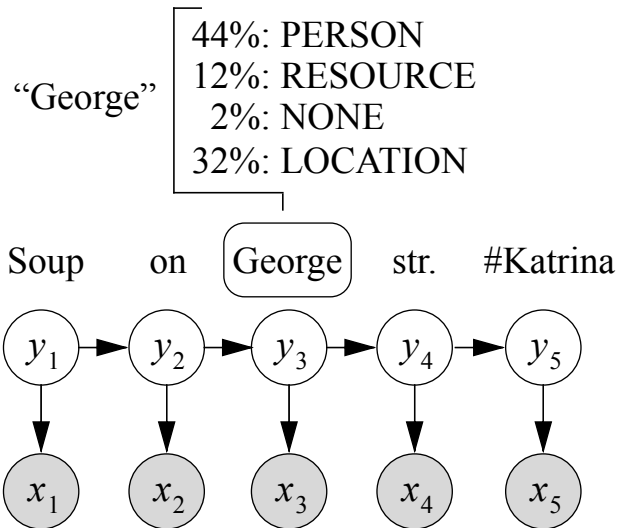 44%: PERSON
“George” 12%: RESOURCE
2%: NONE
32%: LOCATION
Soup on George str. #Katrina
y₁ y₂ y₃ y₄ y₅
x₁ x₂ x₃ x₄ x₅